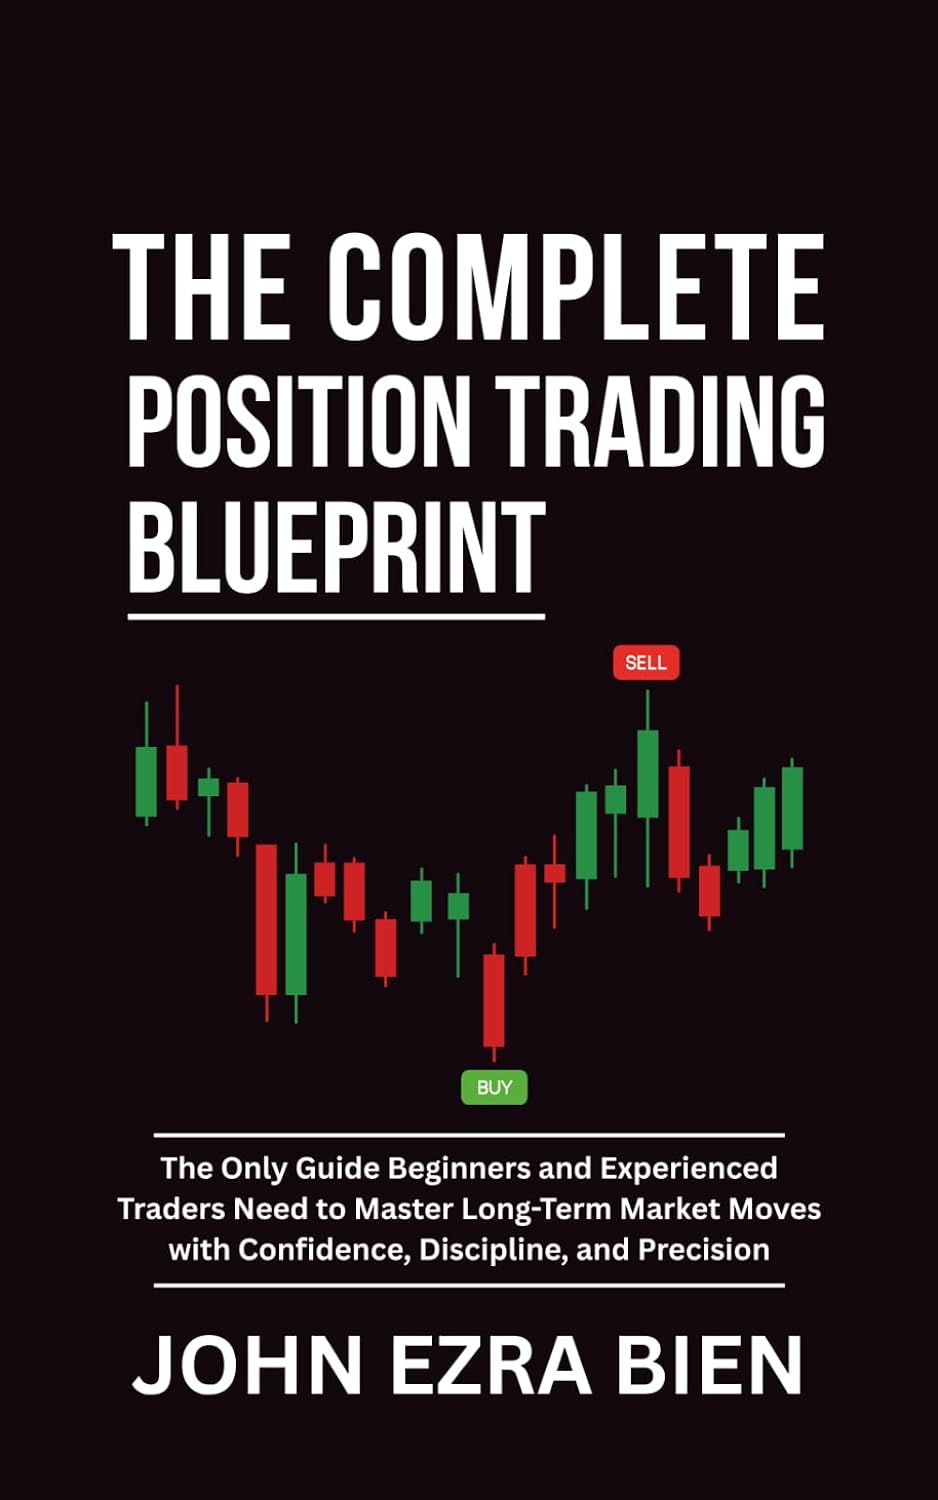 THE COMPLETE
POSITION TRADING
BLUEPRINT
SELL
BUY
The Only Guide Beginners and Experienced
Traders Need to Master Long-Term Market Moves
with Confidence, Discipline, and Precision
JOHN EZRA BIEN